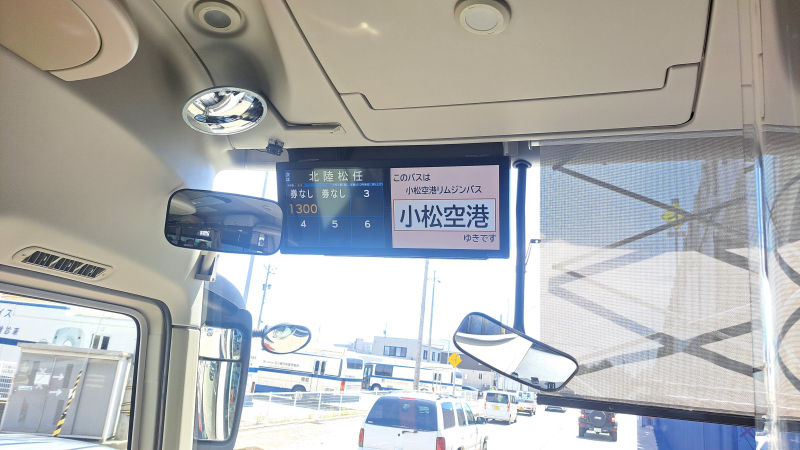 次は
北陸松任
券なし 券なし 3
1300
4 5 6
このバスは
小松空港リムジンバス
小松空港
ゆきです